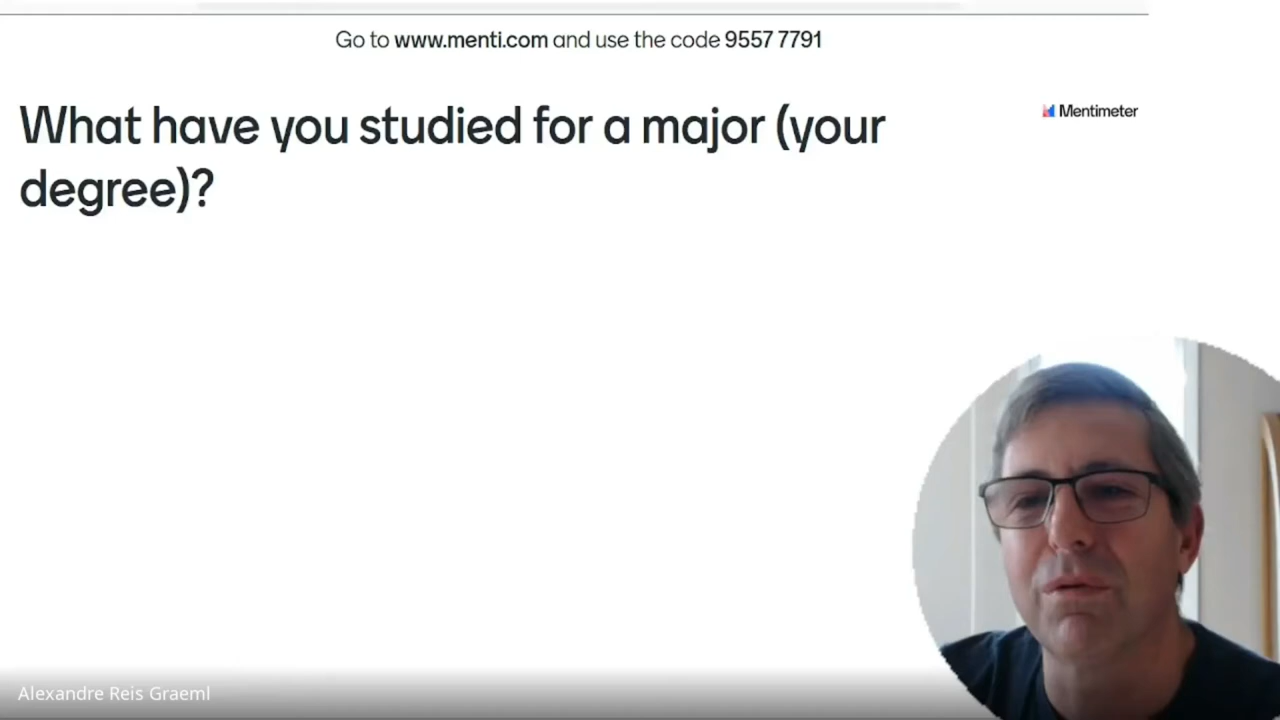 Go to www.menti.com and use the code 9557 7791
What have you studied for a major (your
degree)?
Mentimeter
Alexandre Reis Graeml